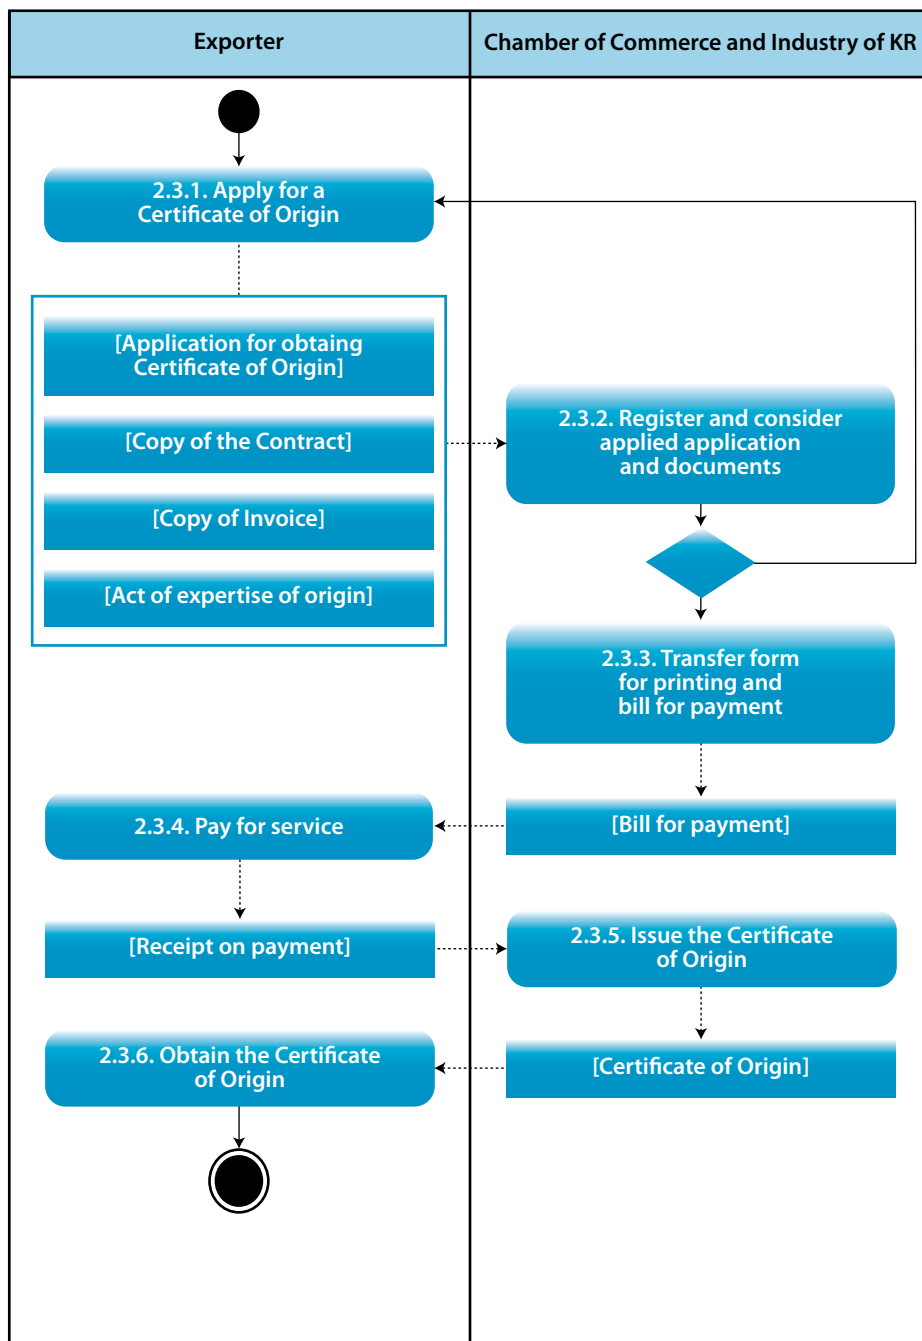 Exporter
Chamber of Commerce and Industry of KR
2.3.1. Apply for a
Certificate of Origin
[Application for obtaing
Certificate of Origin]
[Copy of the Contract]
[Copy of Invoice]
[Act of expertise of origin]
2.3.2. Register and consider
applied application
and documents
2.3.3. Transfer form
for printing and
bill for payment
2.3.4. Pay for service
[Bill for payment]
[Receipt on payment]
2.3.5. Issue the Certificate
of Origin
2.3.6. Obtain the Certificate
of Origin
[Certificate of Origin]